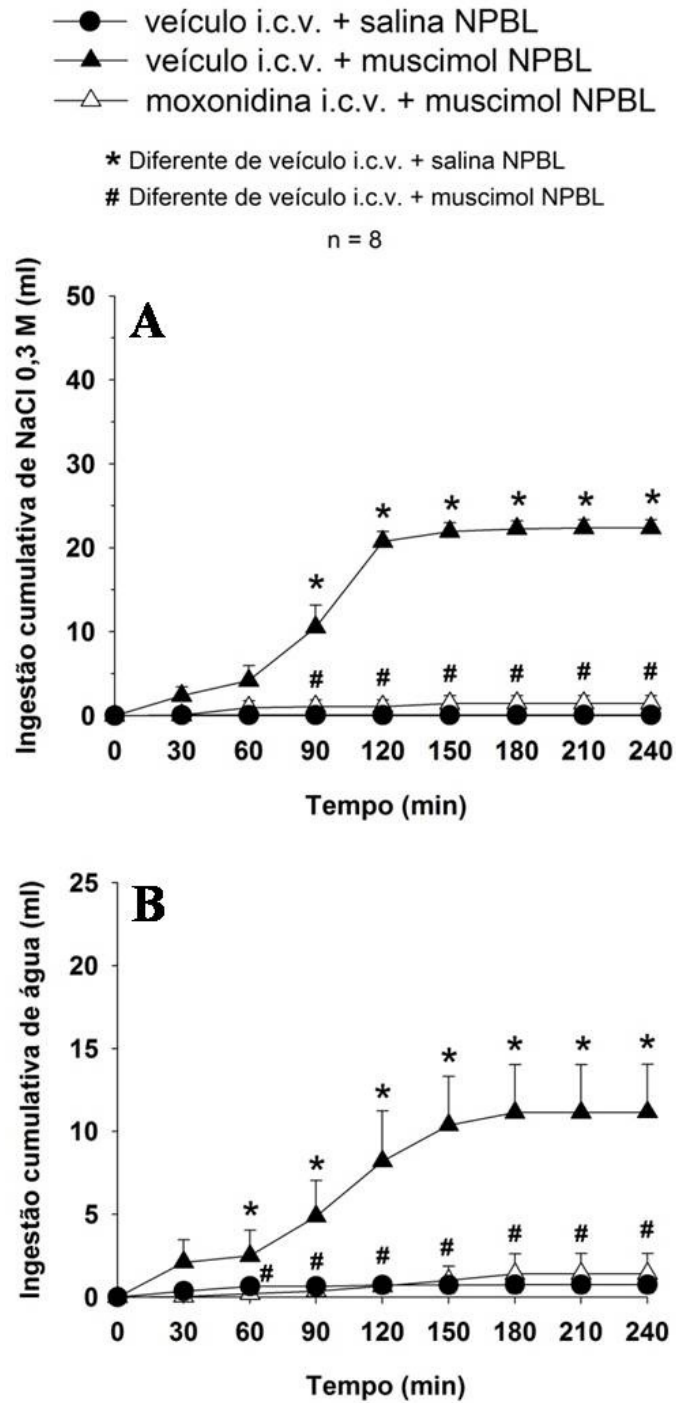 veículo i.c.v. + salina NPBL
veículo i.c.v. + muscimol NPBL
moxonidina i.c.v. + muscimol NPBL
* Diferente de veículo i.c.v. + salina NPBL
# Diferente de veículo i.c.v. + muscimol NPBL
n = 8
A
Ingestão cumulativa de NaCl 0,3 M (ml)
50
40
30
20
10
0
* * * * * *
# # # # # #
0 30 60 90 120 150 180 210 240
Tempo (min)
B
Ingestão cumulativa de água (ml)
25
20
15
10
5
0
* * * * * * *
# # # # # # #
0 30 60 90 120 150 180 210 240
Tempo (min)